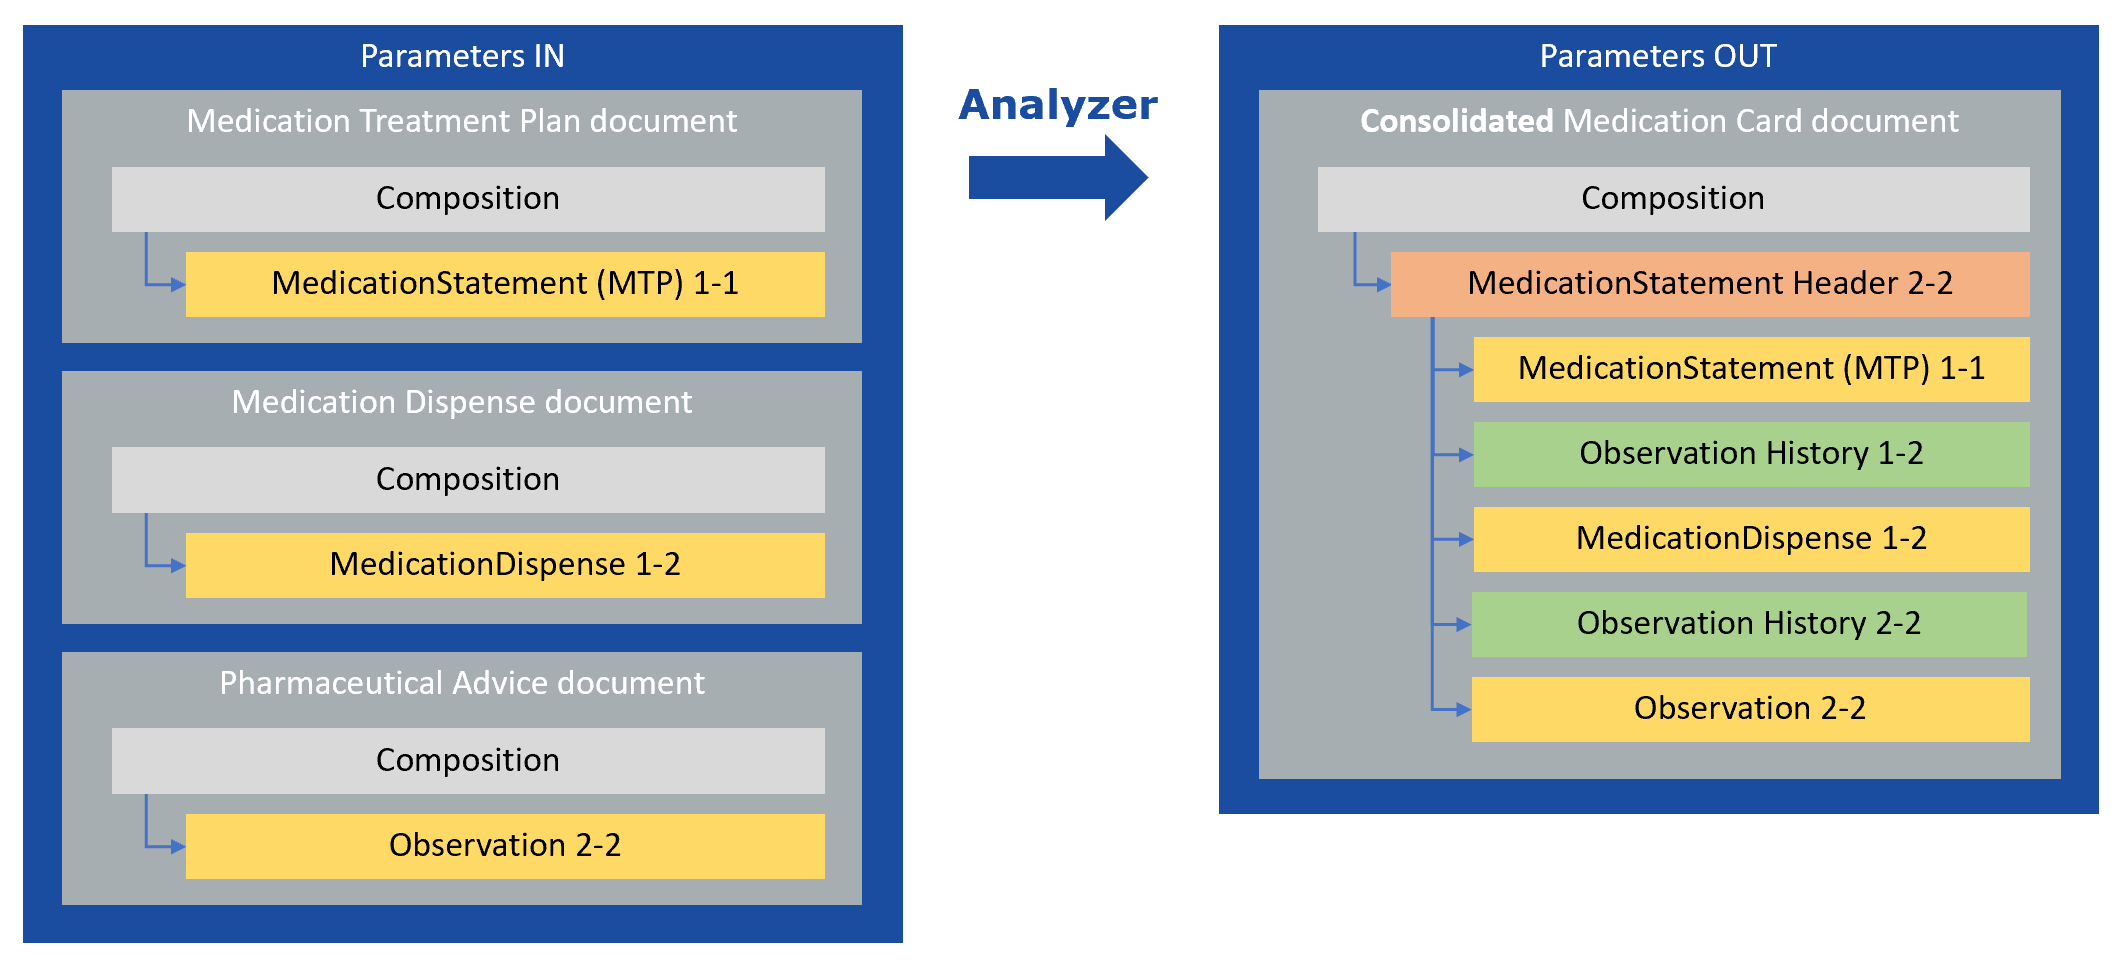 Parameters IN
Medication Treatment Plan document
Composition
MedicationStatement (MTP) 1-1
Medication Dispense document
Composition
MedicationDispense 1-2
Pharmaceutical Advice document
Composition
Observation 2-2
Analyzer
Parameters OUT
Consolidated Medication Card document
Composition
MedicationStatement Header 2-2
MedicationStatement (MTP) 1-1
Observation History 1-2
MedicationDispense 1-2
Observation History 2-2
Observation 2-2